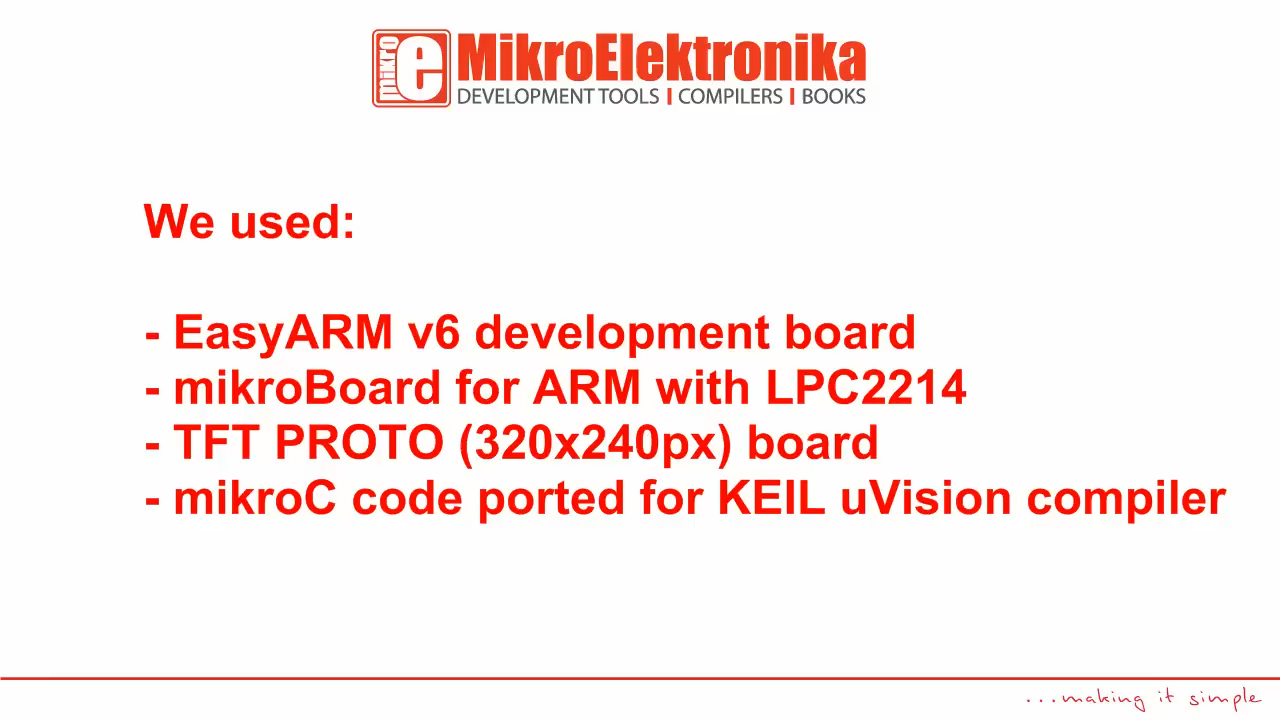 mikro e MikroElektronika
DEVELOPMENT TOOLS | COMPILERS | BOOKS
We used:
- EasyARM v6 development board
- mikroBoard for ARM with LPC2214
- TFT PROTO (320x240px) board
- mikroC code ported for KEIL uVision compiler
...making it simple